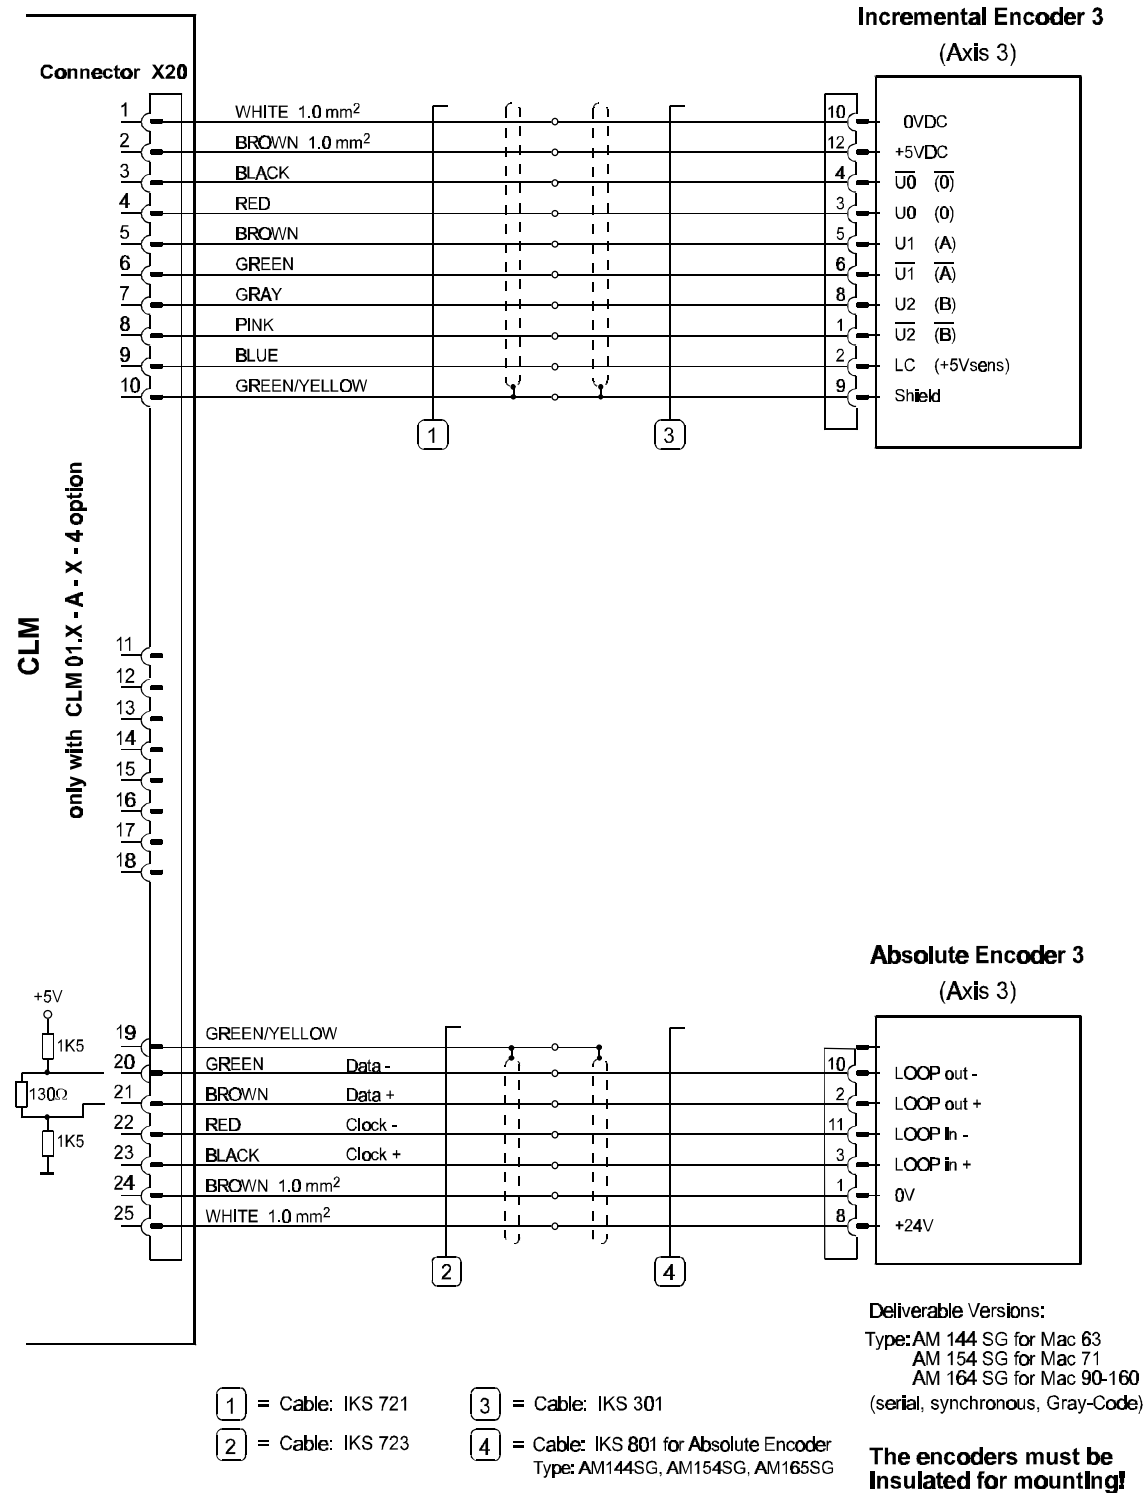 Incremental Encoder 3
(Axis 3)
Connector X20
1 WHITE 1.0 mm² 10 0VDC
2 BROWN 1.0 mm² 12 +5VDC
3 BLACK 4 U̅0̅ (0̅)
4 RED 3 U0 (0)
5 BROWN 5 U1 (A)
6 GREEN 6 U̅1̅ (A̅)
7 GRAY 8 U2 (B)
8 PINK 1 U̅2̅ (B̅)
9 BLUE 2 LC (+5Vsens)
10 GREEN/YELLOW 9 Shield
1 3
CLM
only with CLM 01.X - A - X - 4 option
11
12
13
14
15
16
17
18
Absolute Encoder 3
(Axis 3)
+5V
1K5
130Ω
1K5
19 GREEN/YELLOW
20 GREEN Data - 10 LOOP out -
21 BROWN Data + 2 LOOP out +
22 RED Clock - 11 LOOP in -
23 BLACK Clock + 3 LOOP in +
24 BROWN 1.0 mm² 1 0V
25 WHITE 1.0 mm² 8 +24V
2 4
Deliverable Versions:
Type: AM 144 SG for Mac 63
AM 154 SG for Mac 71
AM 164 SG for Mac 90-160
(serial, synchronous, Gray-Code)
1 = Cable: IKS 721
2 = Cable: IKS 723
3 = Cable: IKS 301
4 = Cable: IKS 801 for Absolute Encoder
Type: AM144SG, AM154SG, AM165SG
The encoders must be
insulated for mounting!